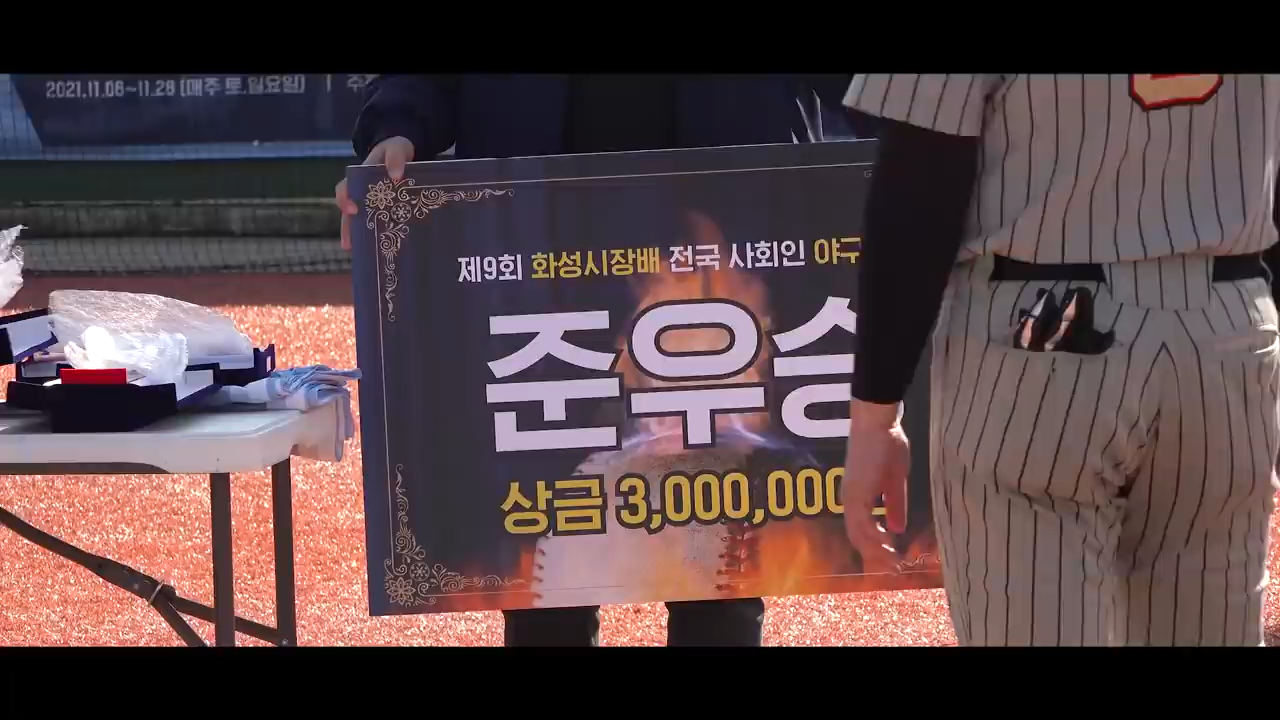 2021.11.06~11.28 (매주 토,일요일) |
제9회 화성시장배 전국 사회인 야구
준우승
상금 3,000,000